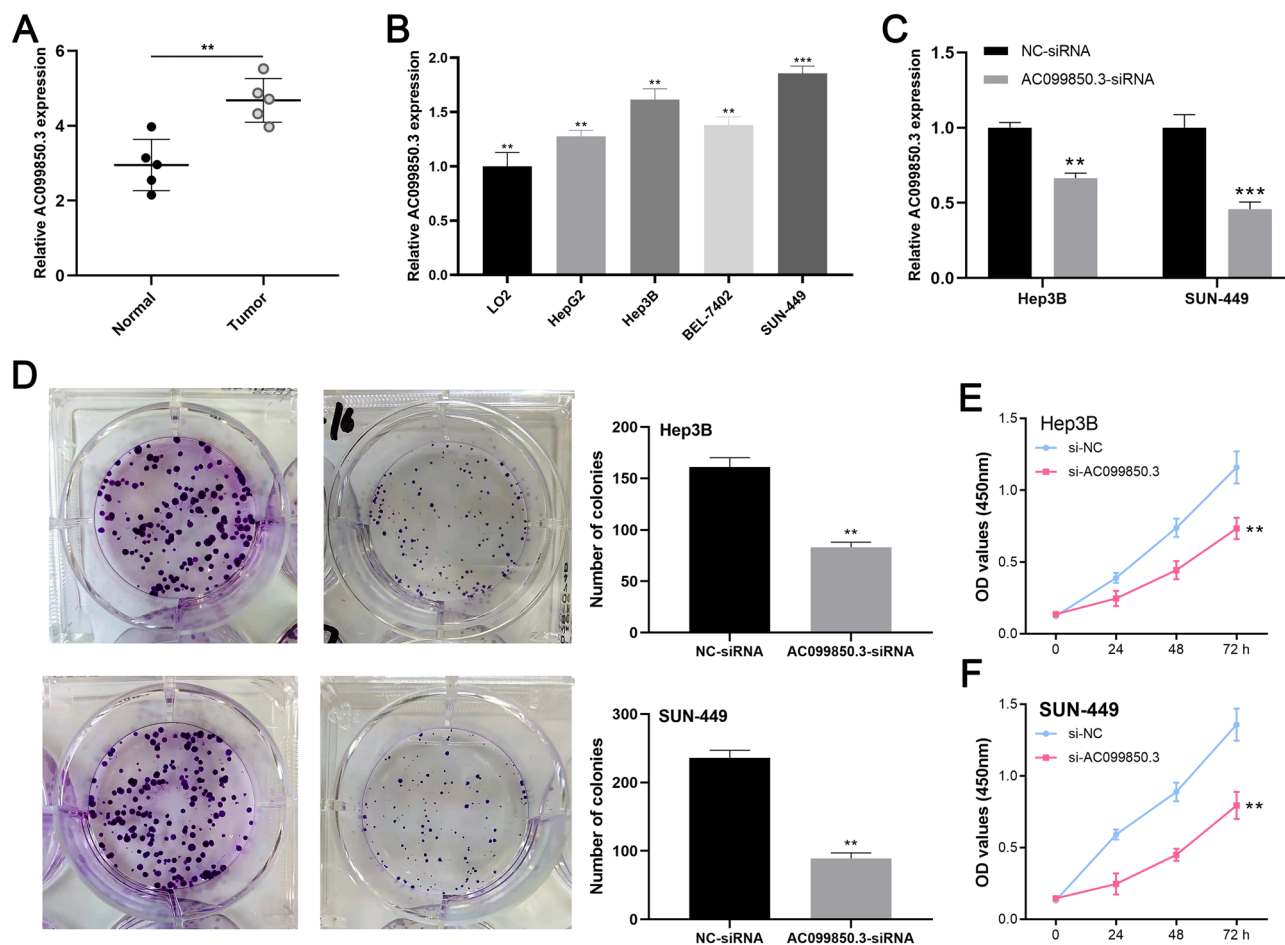 A
Relative AC099850.3 expression
6
4
2
0
**
Normal
Tumor
B
Relative AC099850.3 expression
2.0
1.5
1.0
0.5
0.0
**
**
**
**
***
LO2
HepG2
Hep3B
BEL-7402
SUN-449
C
Relative AC099850.3 expression
1.5
1.0
0.5
0.0
NC-siRNA
AC099850.3-siRNA
**
***
Hep3B
SUN-449
D
Hep3B
Number of colonies
200
150
100
50
0
**
NC-siRNA
AC099850.3-siRNA
SUN-449
Number of colonies
300
200
100
0
**
NC-siRNA
AC099850.3-siRNA
E
Hep3B
si-NC
si-AC099850.3
OD values (450nm)
1.5
1.0
0.5
0.0
**
0
24
48
72 h
F
SUN-449
si-NC
si-AC099850.3
OD values (450nm)
1.5
1.0
0.5
0.0
**
0
24
48
72 h